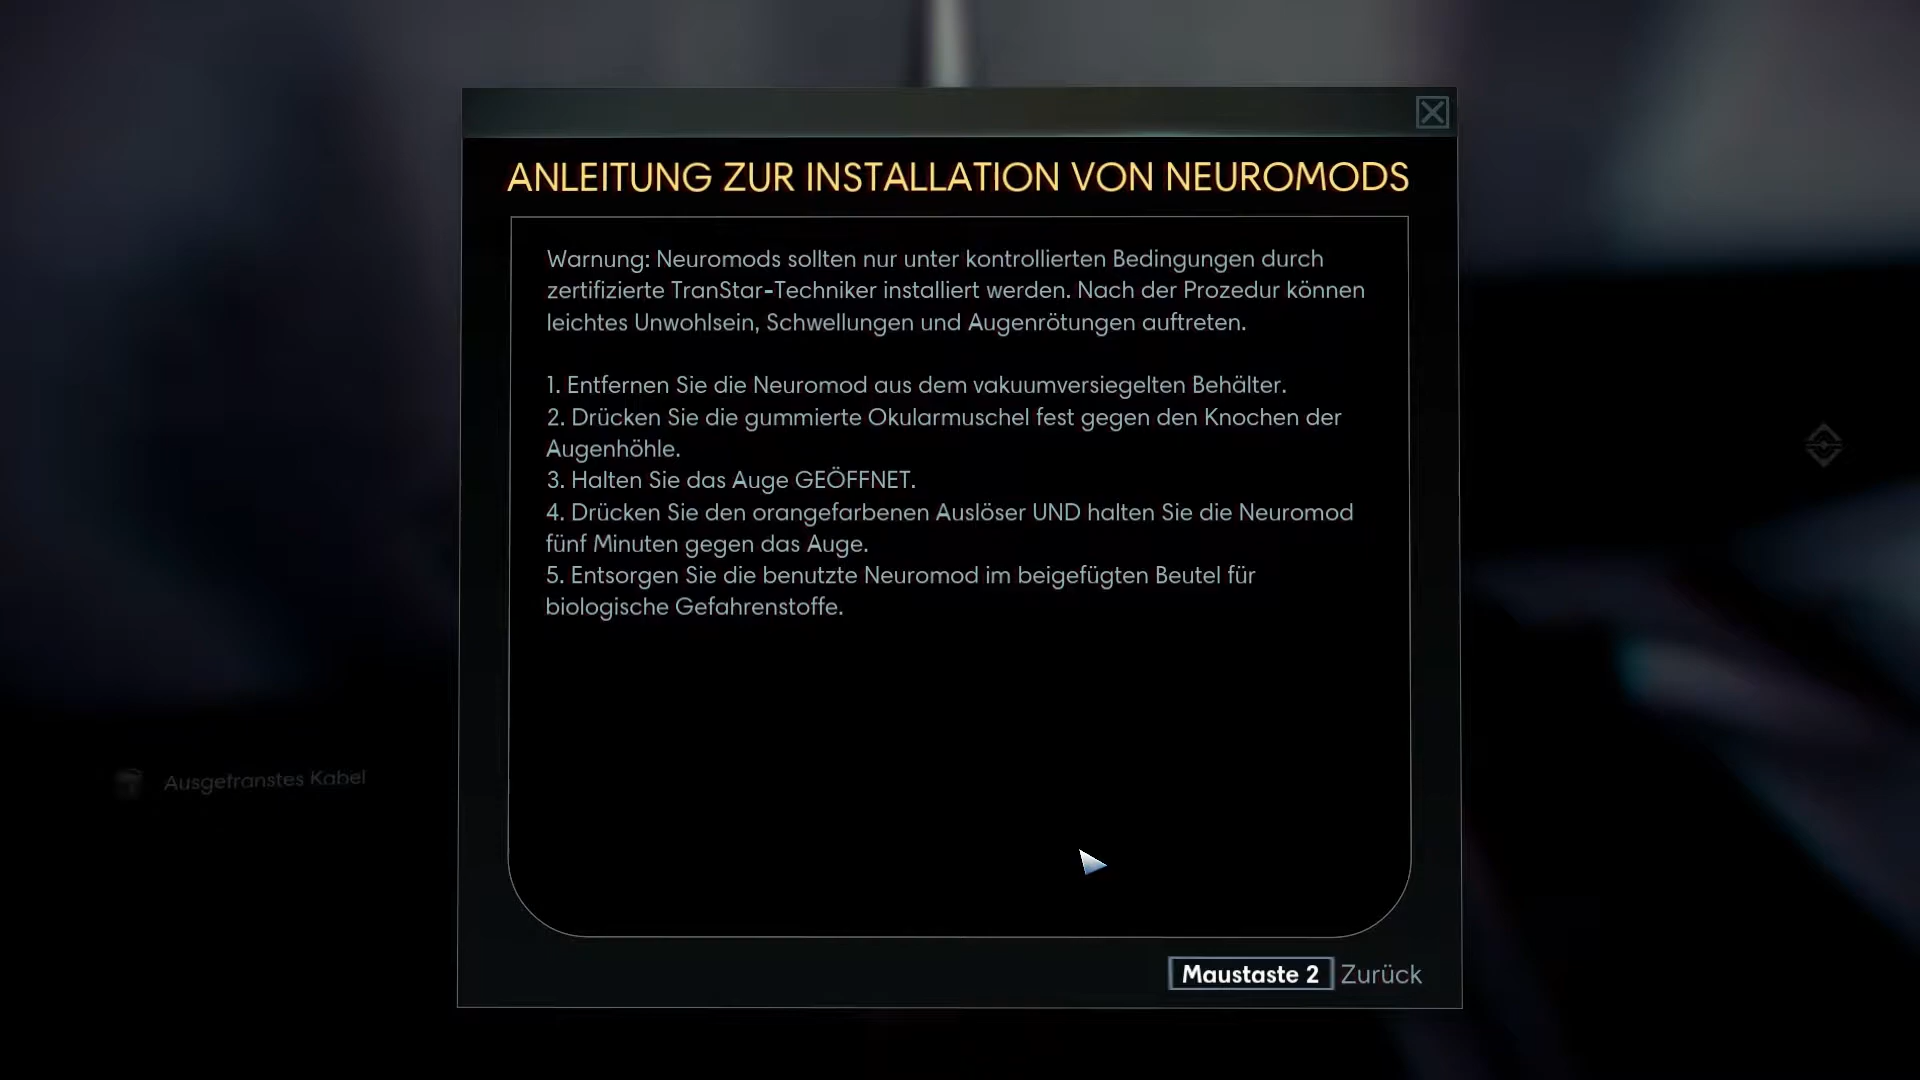 ANLEITUNG ZUR INSTALLATION VON NEUROMODS
Warnung: Neuromods sollten nur unter kontrollierten Bedingungen durch
zertifizierte TranStar-Techniker installiert werden. Nach der Prozedur können
leichtes Unwohlsein, Schwellungen und Augenrötungen auftreten.
1. Entfernen Sie die Neuromod aus dem vakuumversiegelten Behälter.
2. Drücken Sie die gummierte Okularmuschel fest gegen den Knochen der
Augenhöhle.
3. Halten Sie das Auge GEÖFFNET.
4. Drücken Sie den orangefarbenen Auslöser UND halten Sie die Neuromod
fünf Minuten gegen das Auge.
5. Entsorgen Sie die benutzte Neuromod im beigefügten Beutel für
biologische Gefahrenstoffe.
Ausgefranstes Kabel
Maustaste 2 Zurück